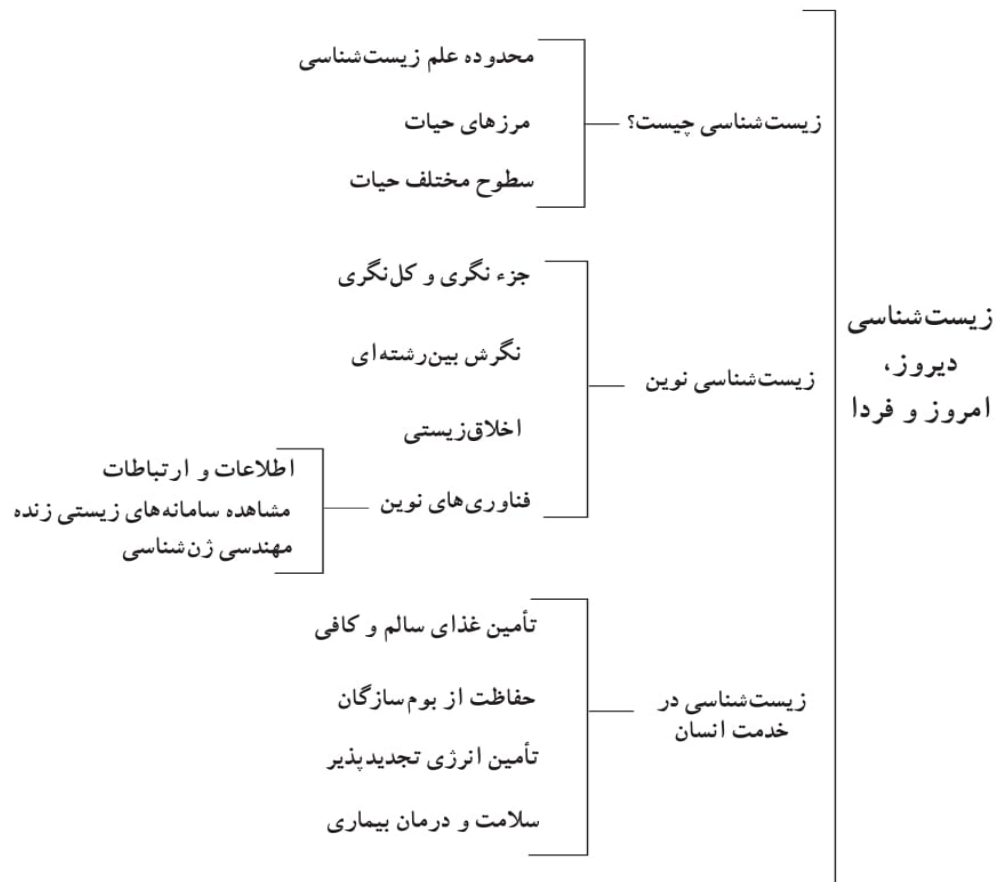 زیست‌شناسی
دیروز،
امروز و فردا
زیست‌شناسی چیست؟
محدوده علم زیست‌شناسی
مرزهای حیات
سطوح مختلف حیات
زیست‌شناسی نوین
جزء نگری و کل‌نگری
نگرش بین‌رشته‌ای
اخلاق‌زیستی
فناوری‌های نوین
اطلاعات و ارتباطات
مشاهده سامانه‌های زیستی زنده
مهندسی ژن‌شناسی
زیست‌شناسی در
خدمت انسان
تأمین غذای سالم و کافی
حفاظت از بوم‌سازگان
تأمین انرژی تجدیدپذیر
سلامت و درمان بیماری